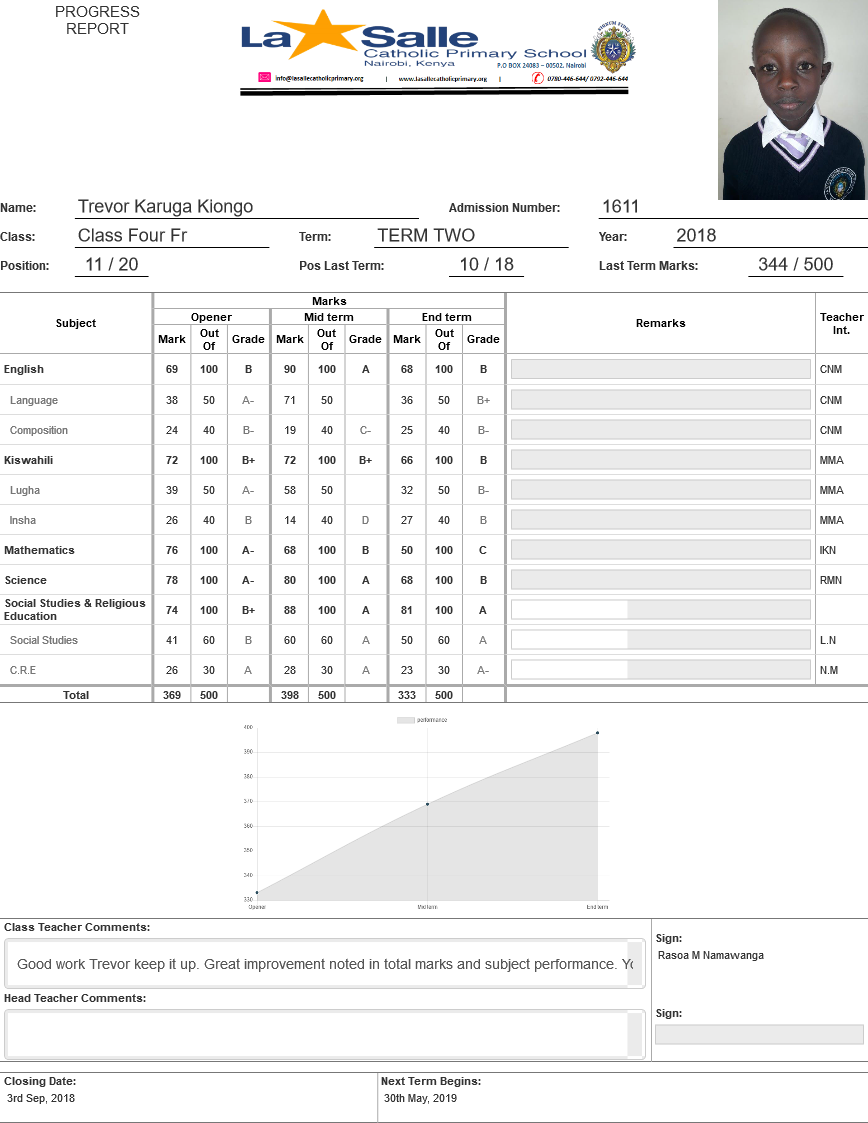 PROGRESS
REPORT
La Salle
Catholic Primary School
Nairobi, Kenya
P.O BOX 24083 – 00502, Nairobi
info@lasallecatholicprimary.org | www.lasallecatholicprimary.org | 0780-446-644/ 0792-446-644
Name: Trevor Karuga Kiongo Admission Number: 1611
Class: Class Four Fr Term: TERM TWO Year: 2018
Position: 11 / 20 Pos Last Term: 10 / 18 Last Term Marks: 344 / 500
Subject Marks Remarks Teacher Int.
Opener Mid term End term
Mark Out Of Grade Mark Out Of Grade Mark Out Of Grade
English 69 100 B 90 100 A 68 100 B CNM
Language 38 50 A- 71 50 36 50 B+ CNM
Composition 24 40 B- 19 40 C- 25 40 B- CNM
Kiswahili 72 100 B+ 72 100 B+ 66 100 B MMA
Lugha 39 50 A- 58 50 32 50 B- MMA
Insha 26 40 B 14 40 D 27 40 B MMA
Mathematics 76 100 A- 68 100 B 50 100 C IKN
Science 78 100 A- 80 100 A 68 100 B RMN
Social Studies & Religious Education 74 100 B+ 88 100 A 81 100 A
Social Studies 41 60 B 60 60 A 50 60 A L.N
C.R.E 26 30 A 28 30 A 23 30 A- N.M
Total 369 500 398 500 333 500
performance
400
390
380
370
360
350
340
330
Opener Mid term End term
Class Teacher Comments:
Good work Trevor keep it up. Great improvement noted in total marks and subject performance.
Sign:
Rasoa M Namawanga
Head Teacher Comments:
Sign:
Closing Date: Next Term Begins:
3rd Sep, 2018 30th May, 2019